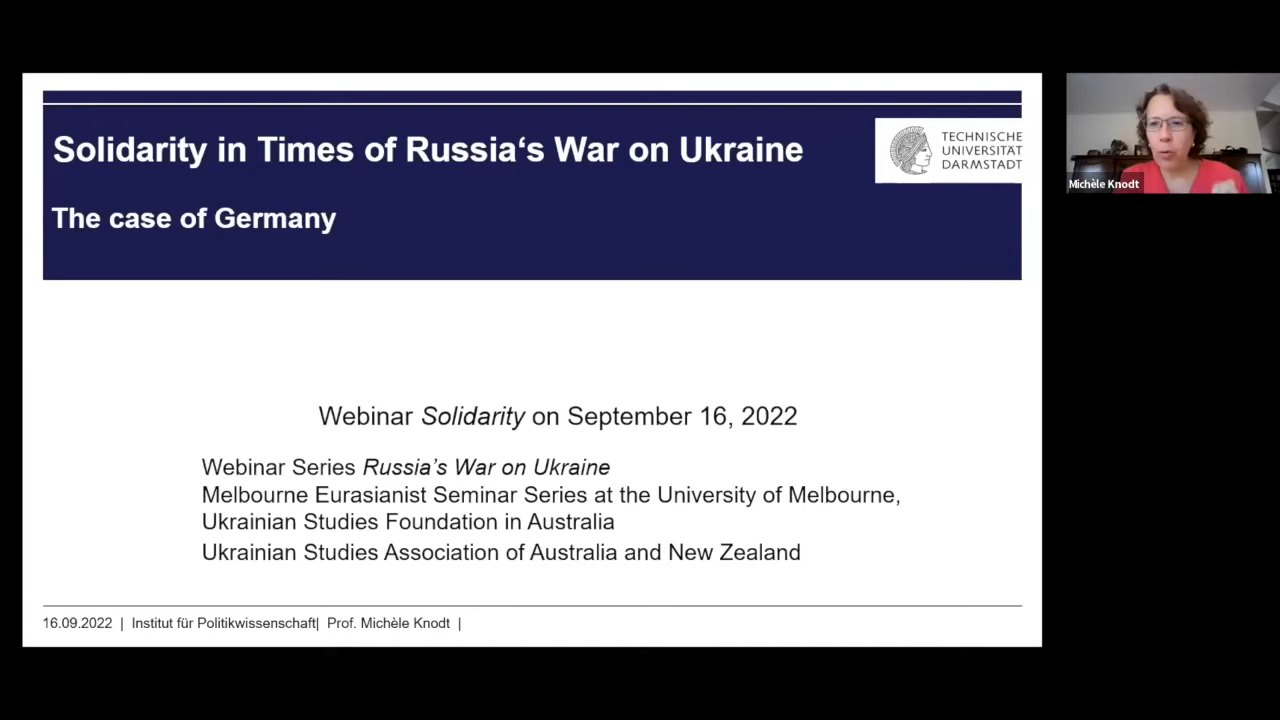 Solidarity in Times of Russia‘s War on Ukraine
The case of Germany
TECHNISCHE
UNIVERSITÄT
DARMSTADT
Michèle Knodt
Webinar Solidarity on September 16, 2022
Webinar Series Russia’s War on Ukraine
Melbourne Eurasianist Seminar Series at the University of Melbourne,
Ukrainian Studies Foundation in Australia
Ukrainian Studies Association of Australia and New Zealand
16.09.2022 | Institut für Politikwissenschaft| Prof. Michèle Knodt |